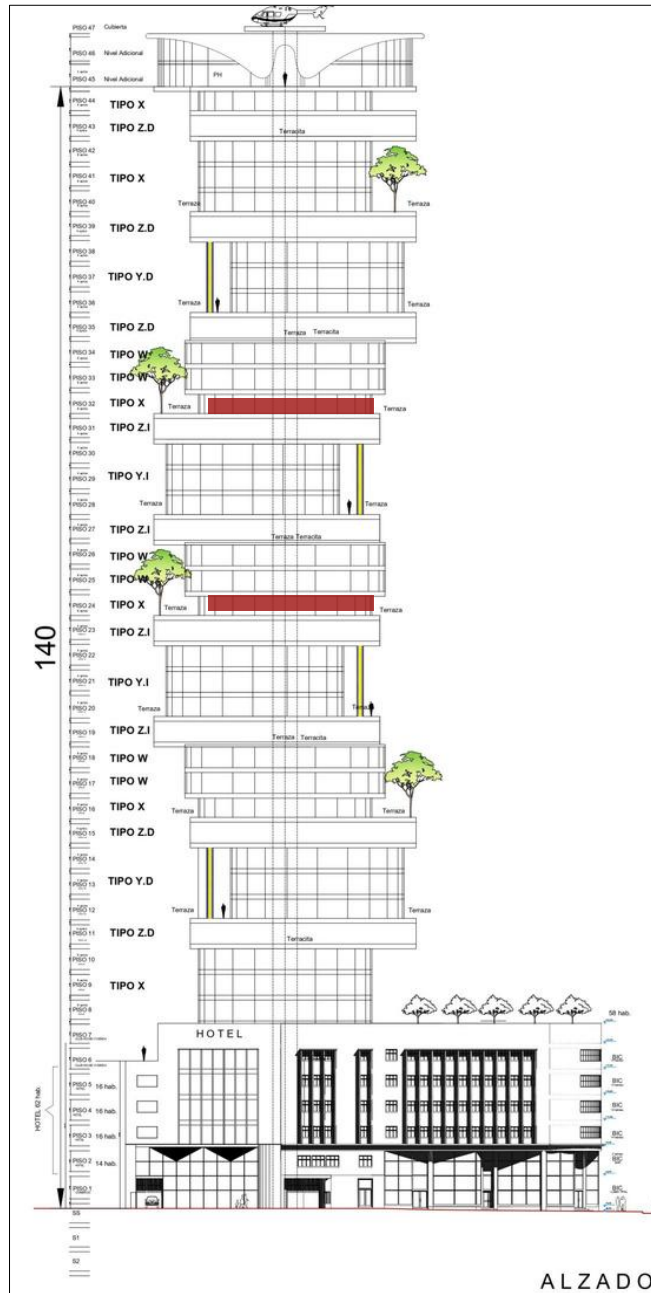 PISO 47 Cubierta
PISO 46 Nivel Adicional
PH
PISO 45 Nivel Adicional
PISO 44 TIPO X
PISO 43 TIPO Z.D Terracita
PISO 42
PISO 41 TIPO X
PISO 40 Terraza Terraza
PISO 39 TIPO Z.D
PISO 38
PISO 37 TIPO Y.D
PISO 36 Terraza Terraza
PISO 35 TIPO Z.D Terraza Terracita
PISO 34 TIPO W
PISO 33 TIPO W
PISO 32 TIPO X Terraza Terraza
PISO 31 TIPO Z.I
PISO 30
PISO 29 TIPO Y.I
PISO 28 Terraza Terraza
PISO 27 TIPO Z.I Terraza Terracita
PISO 26 TIPO W
PISO 25 TIPO W
PISO 24 TIPO X Terraza Terraza
PISO 23 TIPO Z.I
PISO 22
140
PISO 21 TIPO Y.I
PISO 20 Terraza Terraza
PISO 19 TIPO Z.I Terraza Terracita
PISO 18 TIPO W
PISO 17 TIPO W
PISO 16 TIPO X Terraza Terraza
PISO 15 TIPO Z.D
PISO 14
PISO 13 TIPO Y.D
PISO 12 Terraza Terraza
PISO 11 TIPO Z.D Terracita
PISO 10
PISO 9 TIPO X
PISO 8
58 hab.
PISO 7 HOTEL
PISO 6 BIC
PISO 5 16 hab. BIC
HOTEL 62 hab.
PISO 4 16 hab. BIC
PISO 3 16 hab. BIC
PISO 2 14 hab. BIC
PISO 1 BIC
SS
S1
S2
ALZADO